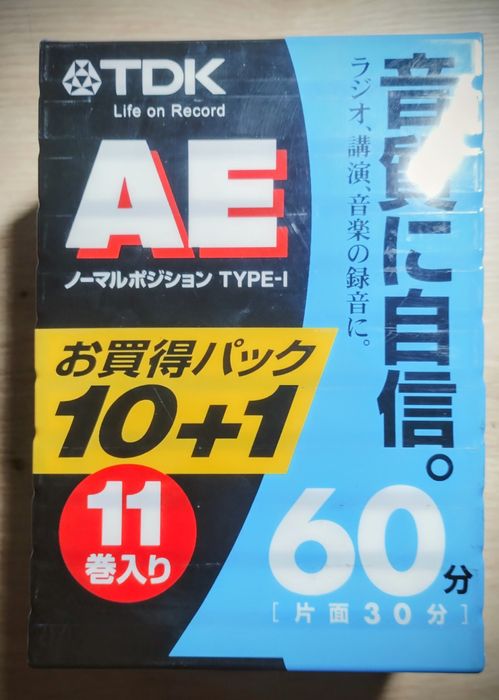 TDK
Life on Record
AE
ノーマルポジション TYPE-I
お買得パック
10+1
11
巻入り
音質に自信。
ラジオ、講演、音楽の録音に。
60分
[片面30分]